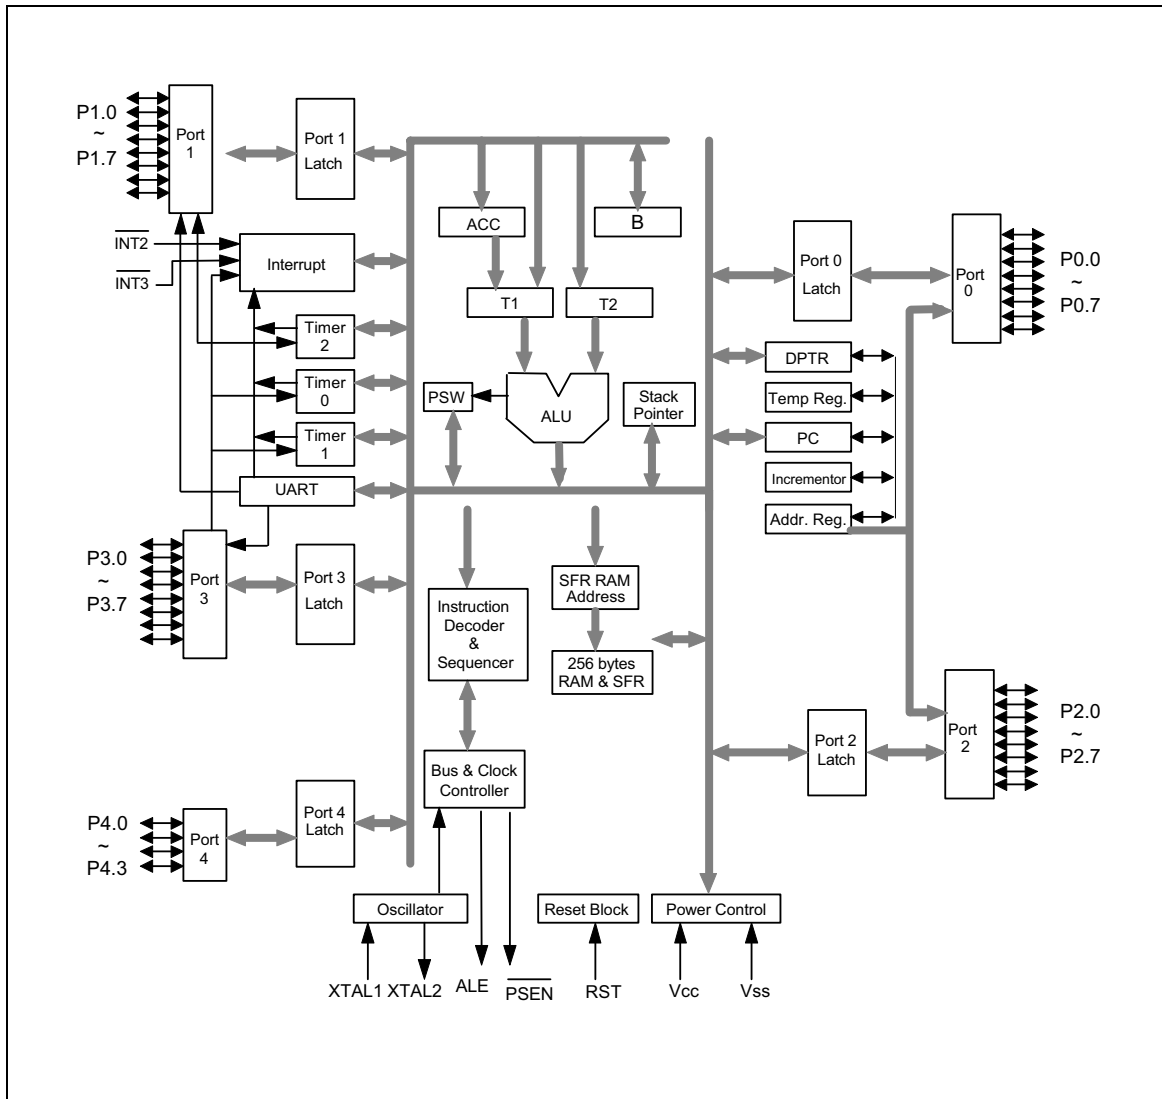 P1.0
~
P1.7
Port
1
Port 1
Latch
INT2
INT3
Interrupt
Timer
2
Timer
0
Timer
1
UART
P3.0
~
P3.7
Port
3
Port 3
Latch
P4.0
~
P4.3
Port
4
Port 4
Latch
ACC
B
T1
T2
PSW
ALU
Stack
Pointer
Instruction
Decoder
&
Sequencer
SFR RAM
Address
256 bytes
RAM & SFR
Bus & Clock
Controller
Oscillator
Reset Block
Power Control
XTAL1
XTAL2
ALE
PSEN
RST
Vcc
Vss
Port 0
Latch
Port
0
P0.0
~
P0.7
DPTR
Temp Reg.
PC
Incrementor
Addr. Reg.
Port 2
Latch
Port
2
P2.0
~
P2.7